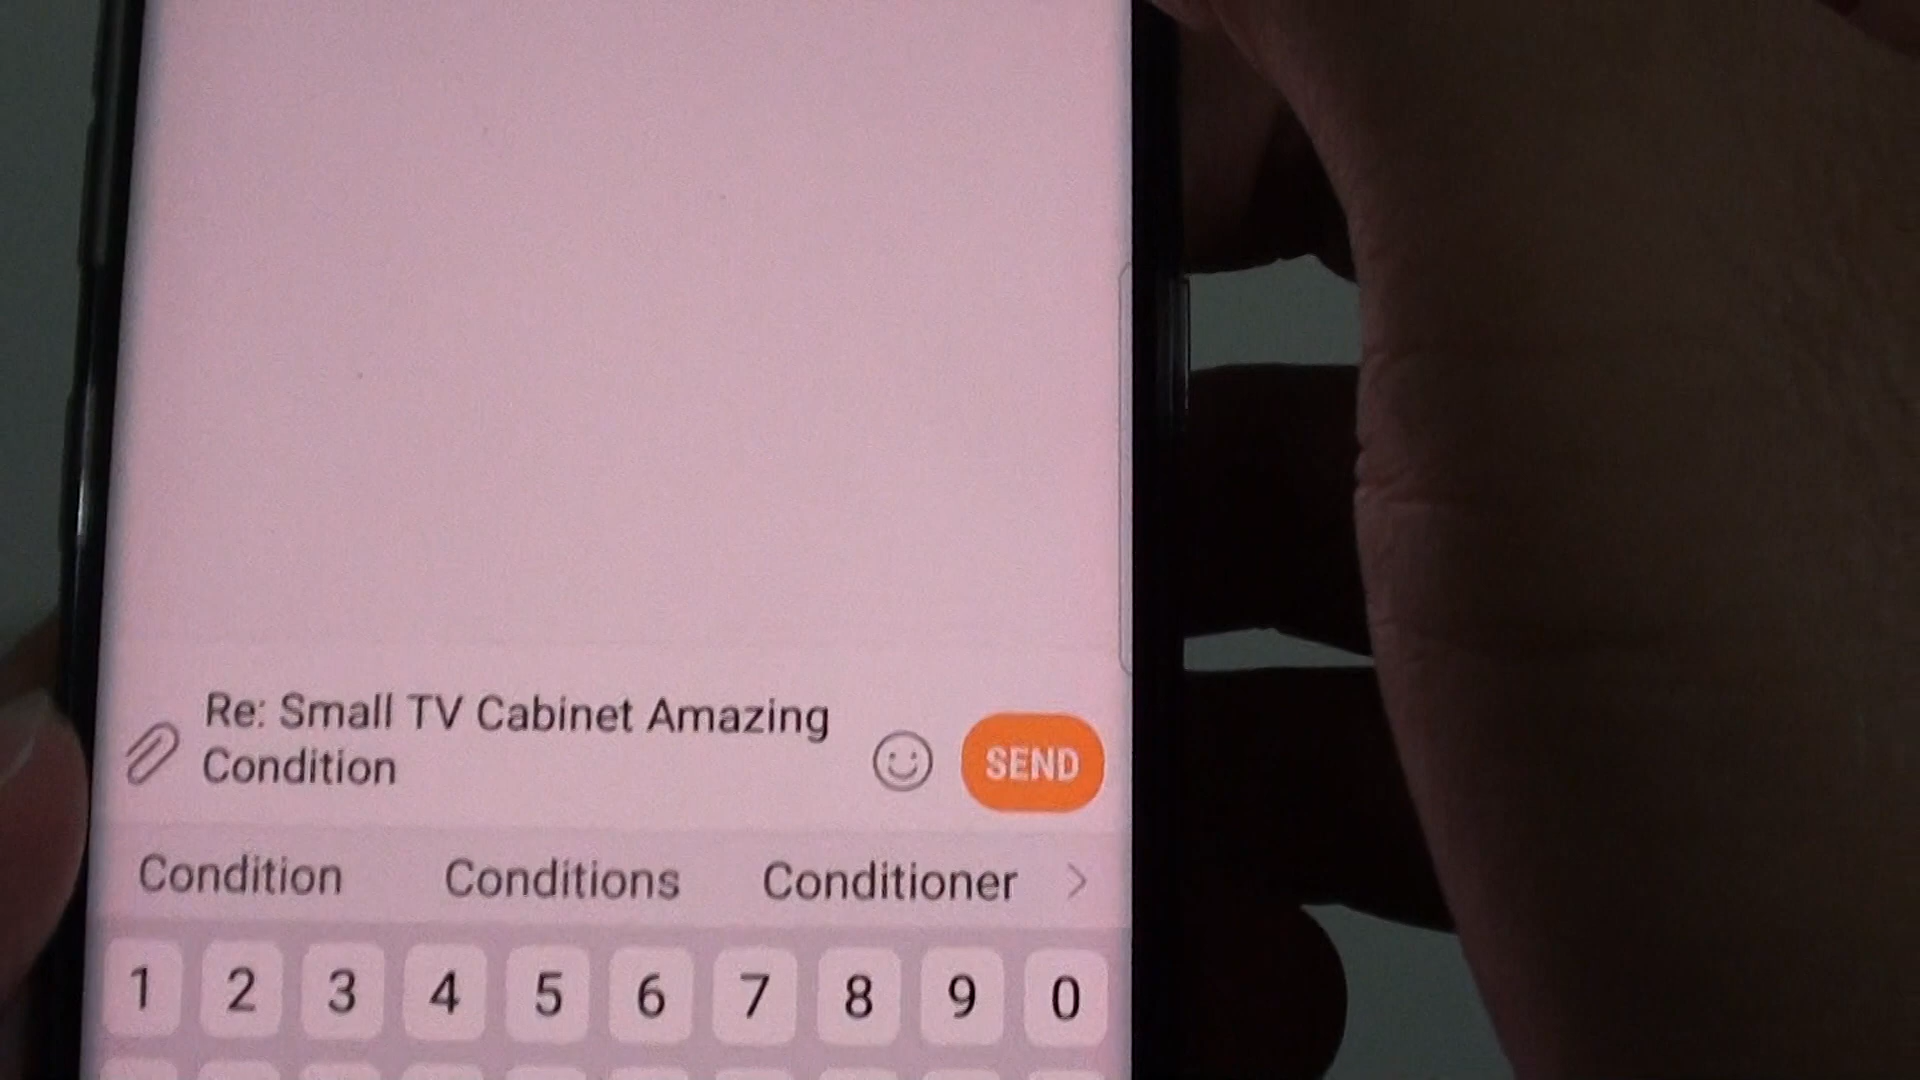 Re: Small TV Cabinet Amazing
Condition
SEND
Condition Conditions Conditioner
1 2 3 4 5 6 7 8 9 0